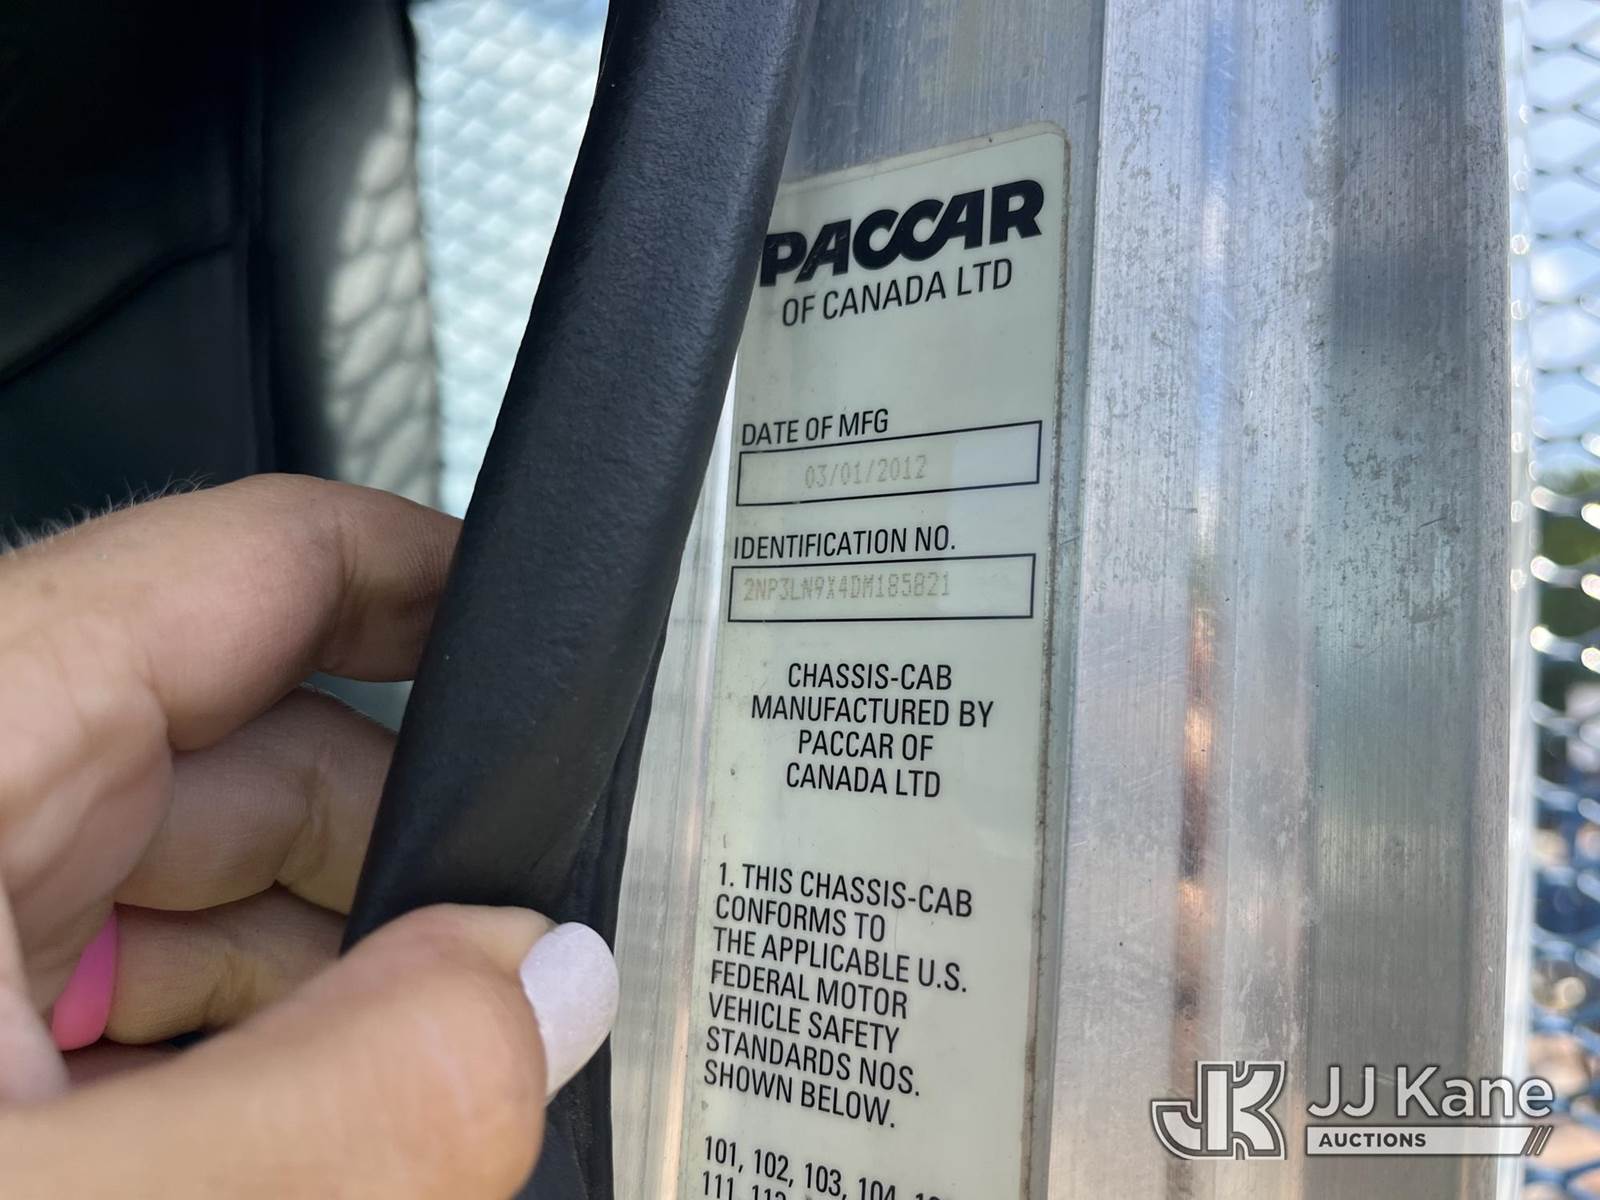 PACCAR
OF CANADA LTD
DATE OF MFG
03/01/2012
IDENTIFICATION NO.
2NP3LN9X4DM185821
CHASSIS-CAB
MANUFACTURED BY
PACCAR OF
CANADA LTD
1. THIS CHASSIS-CAB
CONFORMS TO
THE APPLICABLE U.S.
FEDERAL MOTOR
VEHICLE SAFETY
STANDARDS NOS.
SHOWN BELOW.
101, 102, 103, 104,
111,
JK JJ Kane
AUCTIONS